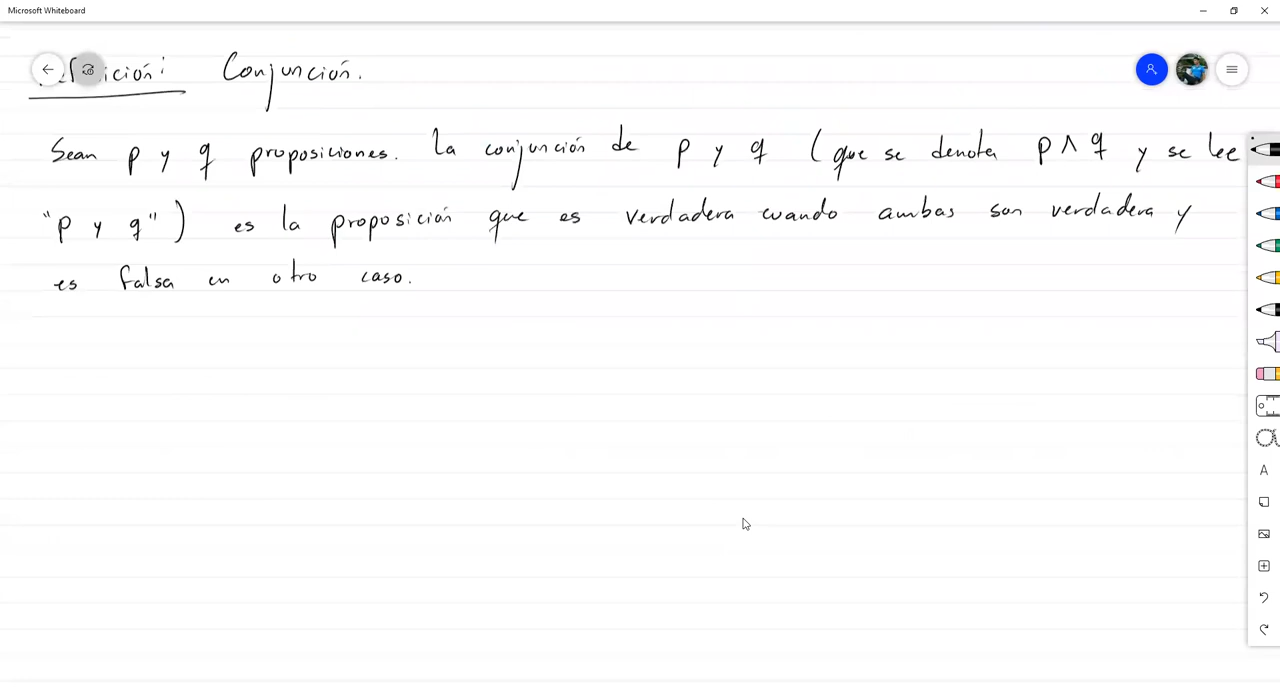 Microsoft Whiteboard
Conjunción.
Sean p y q proposiciones. La conjunción de p y q (que se denota p ∧ q y se lee
"p y q") es la proposición que es verdadera cuando ambas son verdadera y
es falsa en otro caso.
A